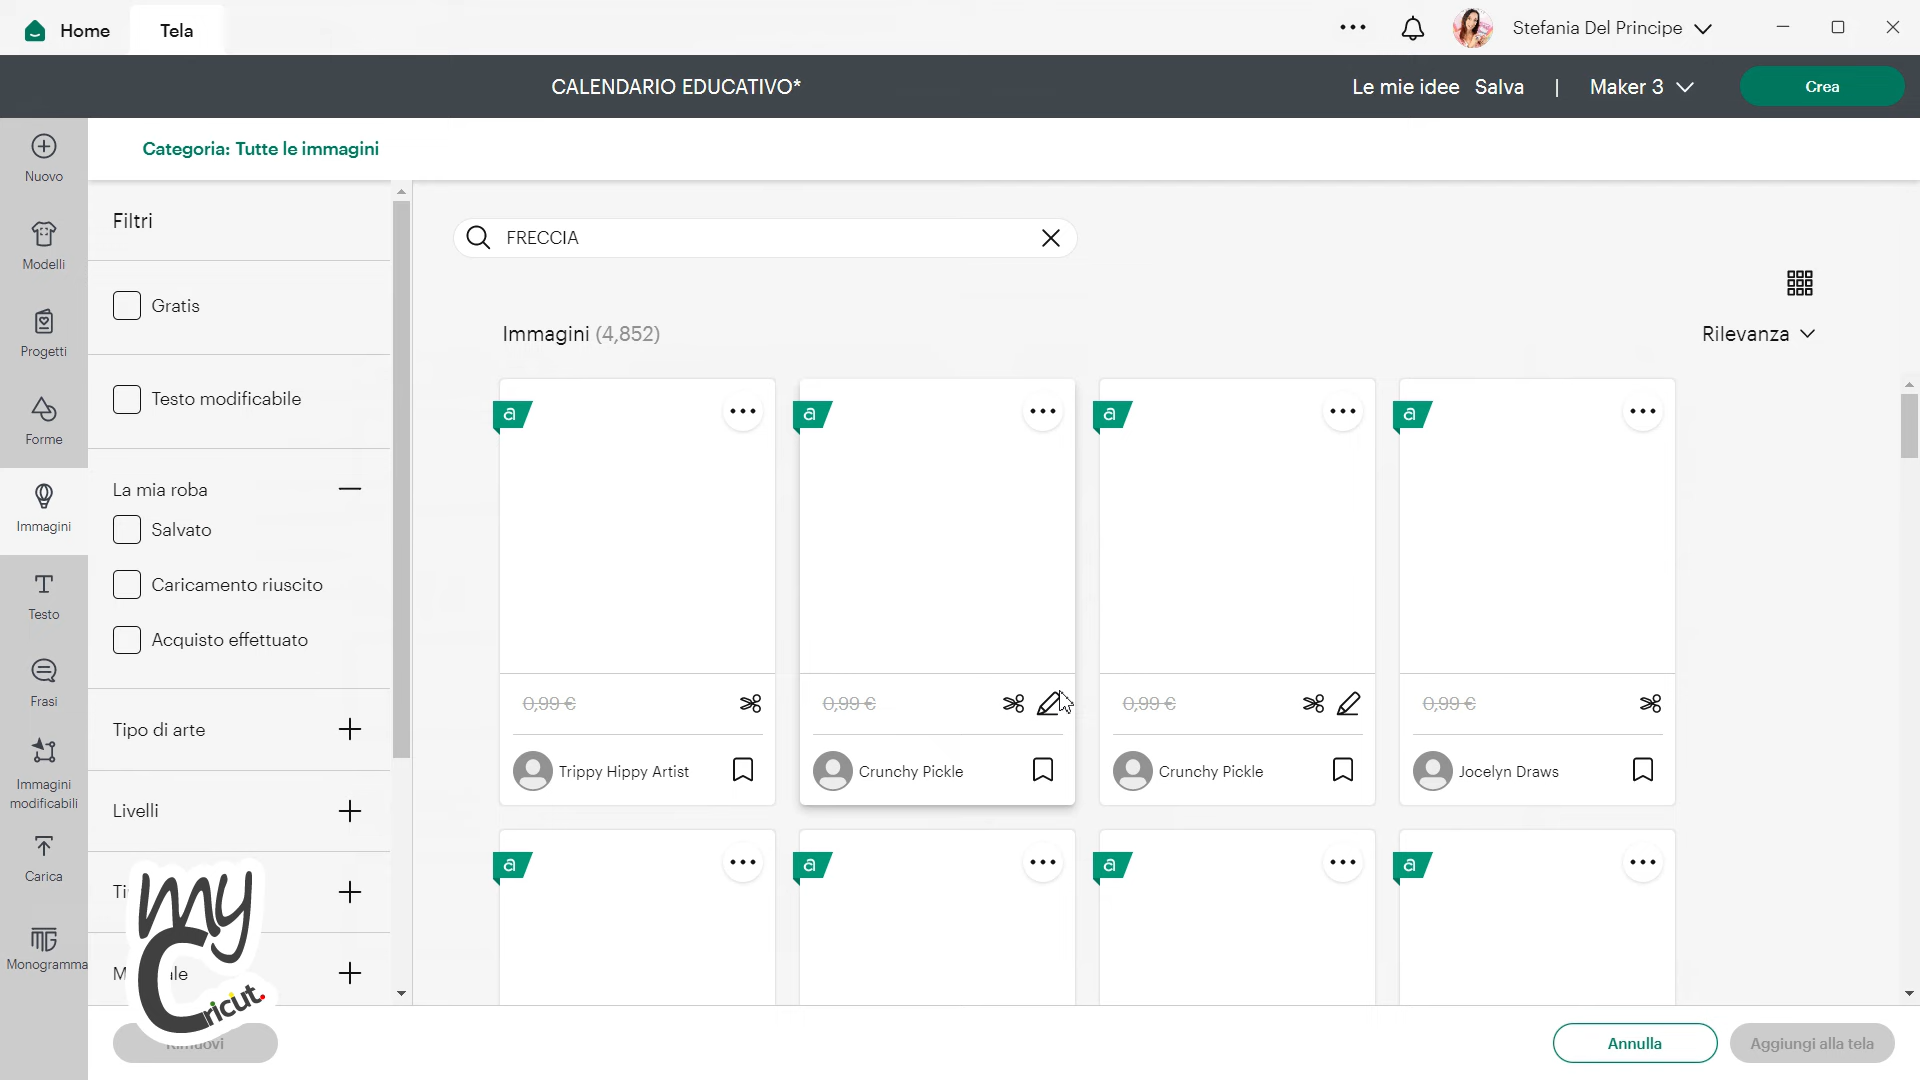 Home
Tela
Stefania Del Principe
CALENDARIO EDUCATIVO*
Le mie idee
Salva
|
Maker 3
Crea
Categoria: Tutte le immagini
Nuovo
Modelli
Progetti
Forme
Immagini
Testo
Frasi
Immagini
modificabili
Carica
Monogramma
Filtri
Gratis
Testo modificabile
La mia roba
Salvato
Caricamento riuscito
Acquisto effettuato
Tipo di arte
Livelli
my
Cricut.
FRECCIA
Immagini (4,852)
Rilevanza
a
a
a
a
0,99 €
0,99 €
0,99 €
0,99 €
Trippy Hippy Artist
Crunchy Pickle
Crunchy Pickle
Jocelyn Draws
a
a
a
a
Annulla
Aggiungi alla tela